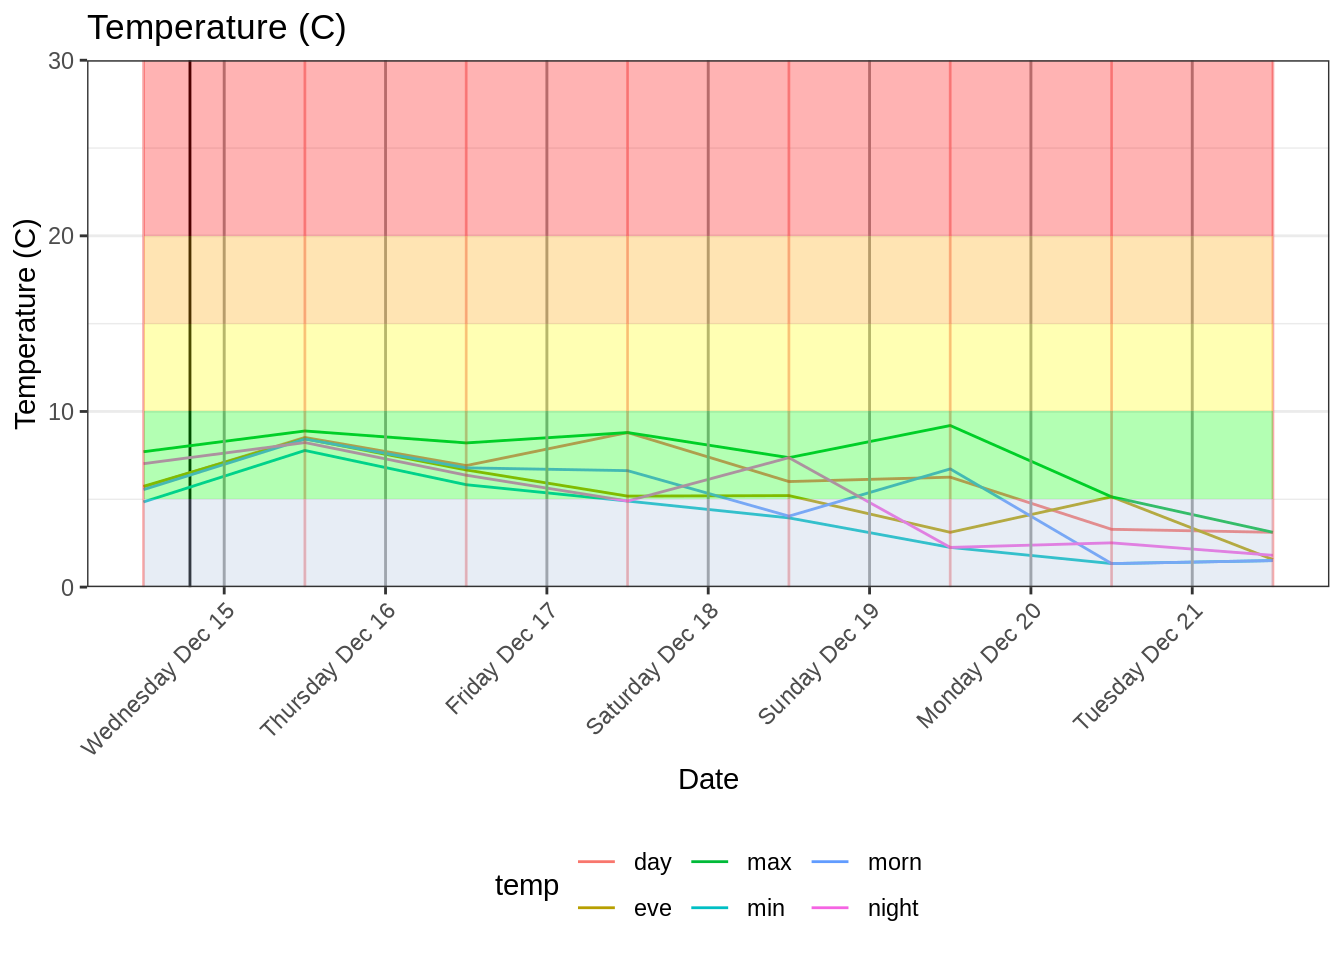 Temperature (C)
Temperature (C)
30
20
10
0
Wednesday Dec 15
Thursday Dec 16
Friday Dec 17
Saturday Dec 18
Sunday Dec 19
Monday Dec 20
Tuesday Dec 21
Date
temp
day
max
morn
eve
min
night